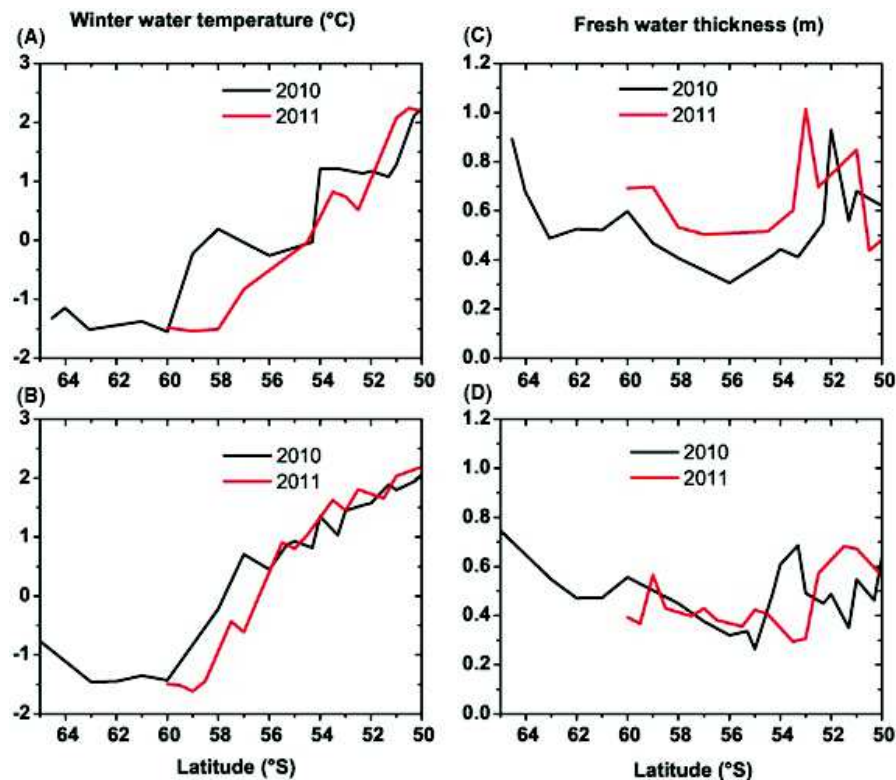 Winter water temperature (°C)
Fresh water thickness (m)
(A)
3
2
1
0
-1
-2
2010
2011
64 62 60 58 56 54 52 50
(C)
1.2
1.0
0.8
0.6
0.4
0.2
0.0
2010
2011
64 62 60 58 56 54 52 50
(B)
3
2
1
0
-1
-2
2010
2011
64 62 60 58 56 54 52 50
Latitude (°S)
(D)
1.2
1.0
0.8
0.6
0.4
0.2
0.0
2010
2011
64 62 60 58 56 54 52 50
Latitude (°S)